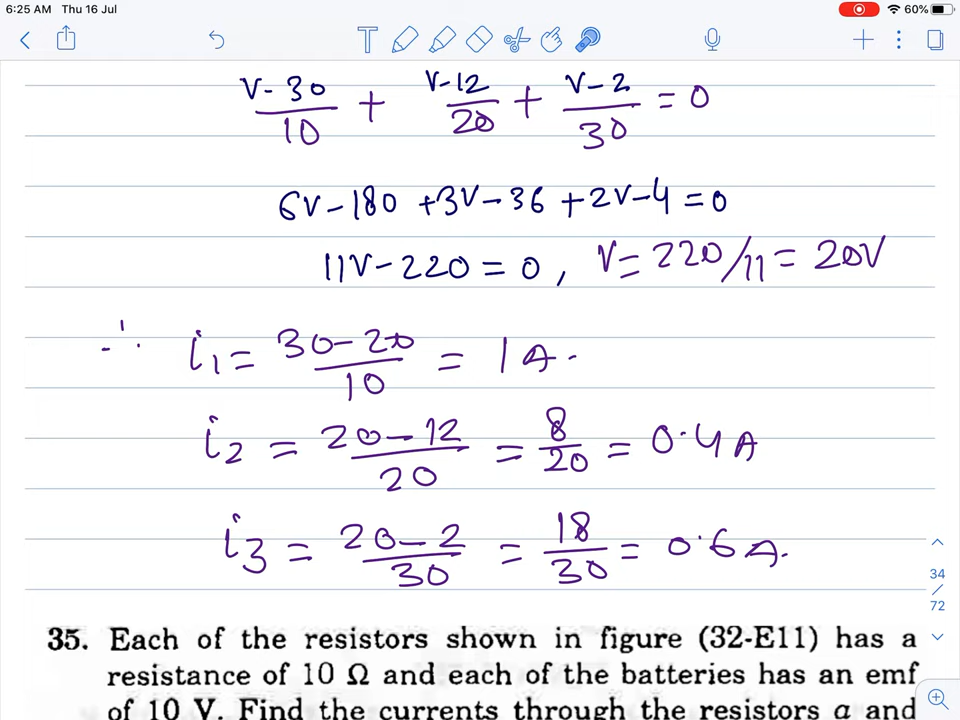 6:25 AM Thu 16 Jul 60%
(V-30)/10 + (V-12)/20 + (V-2)/30 = 0
6V-180 +3V-36 +2V-4=0
11V-220=0, V=220/11=20V
∴ i1 = (30-20)/10 = 1A.
i2 = (20-12)/20 = 8/20 = 0.4A
i3 = (20-2)/30 = 18/30 = 0.6A.
34
/
72
35. Each of the resistors shown in figure (32-E11) has a
resistance of 10 Ω and each of the batteries has an emf
of 10 V. Find the currents through the resistors a and